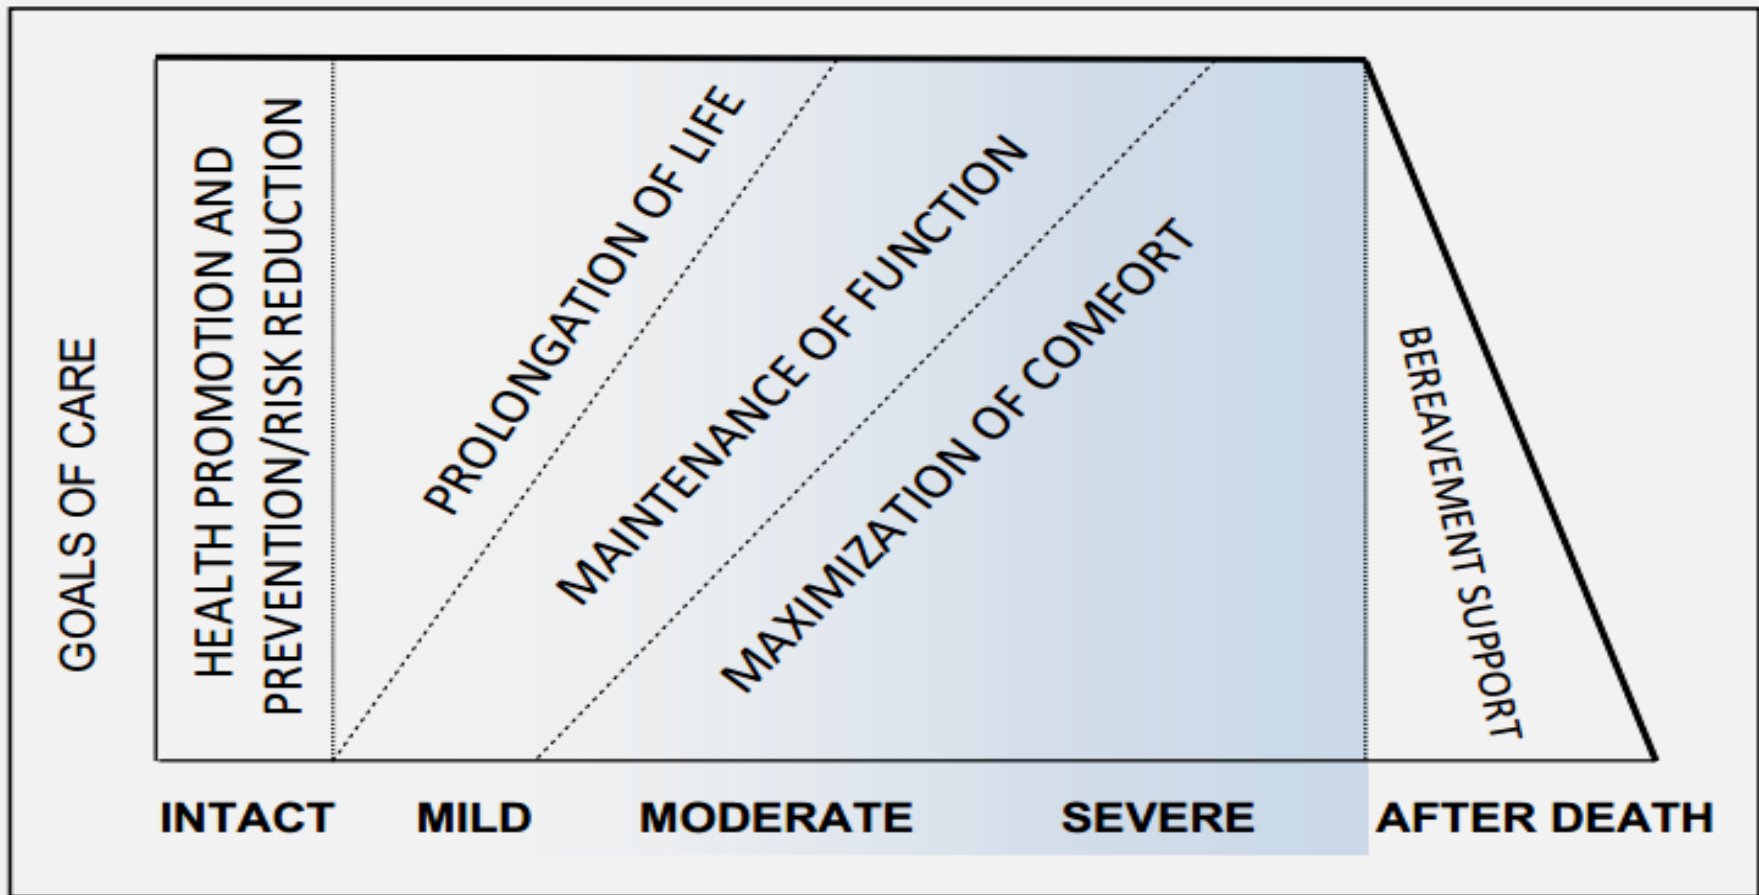 GOALS OF CARE
HEALTH PROMOTION AND
PREVENTION/RISK REDUCTION
PROLONGATION OF LIFE
MAINTENANCE OF FUNCTION
MAXIMIZATION OF COMFORT
BEREAVEMENT SUPPORT
INTACT MILD MODERATE SEVERE AFTER DEATH